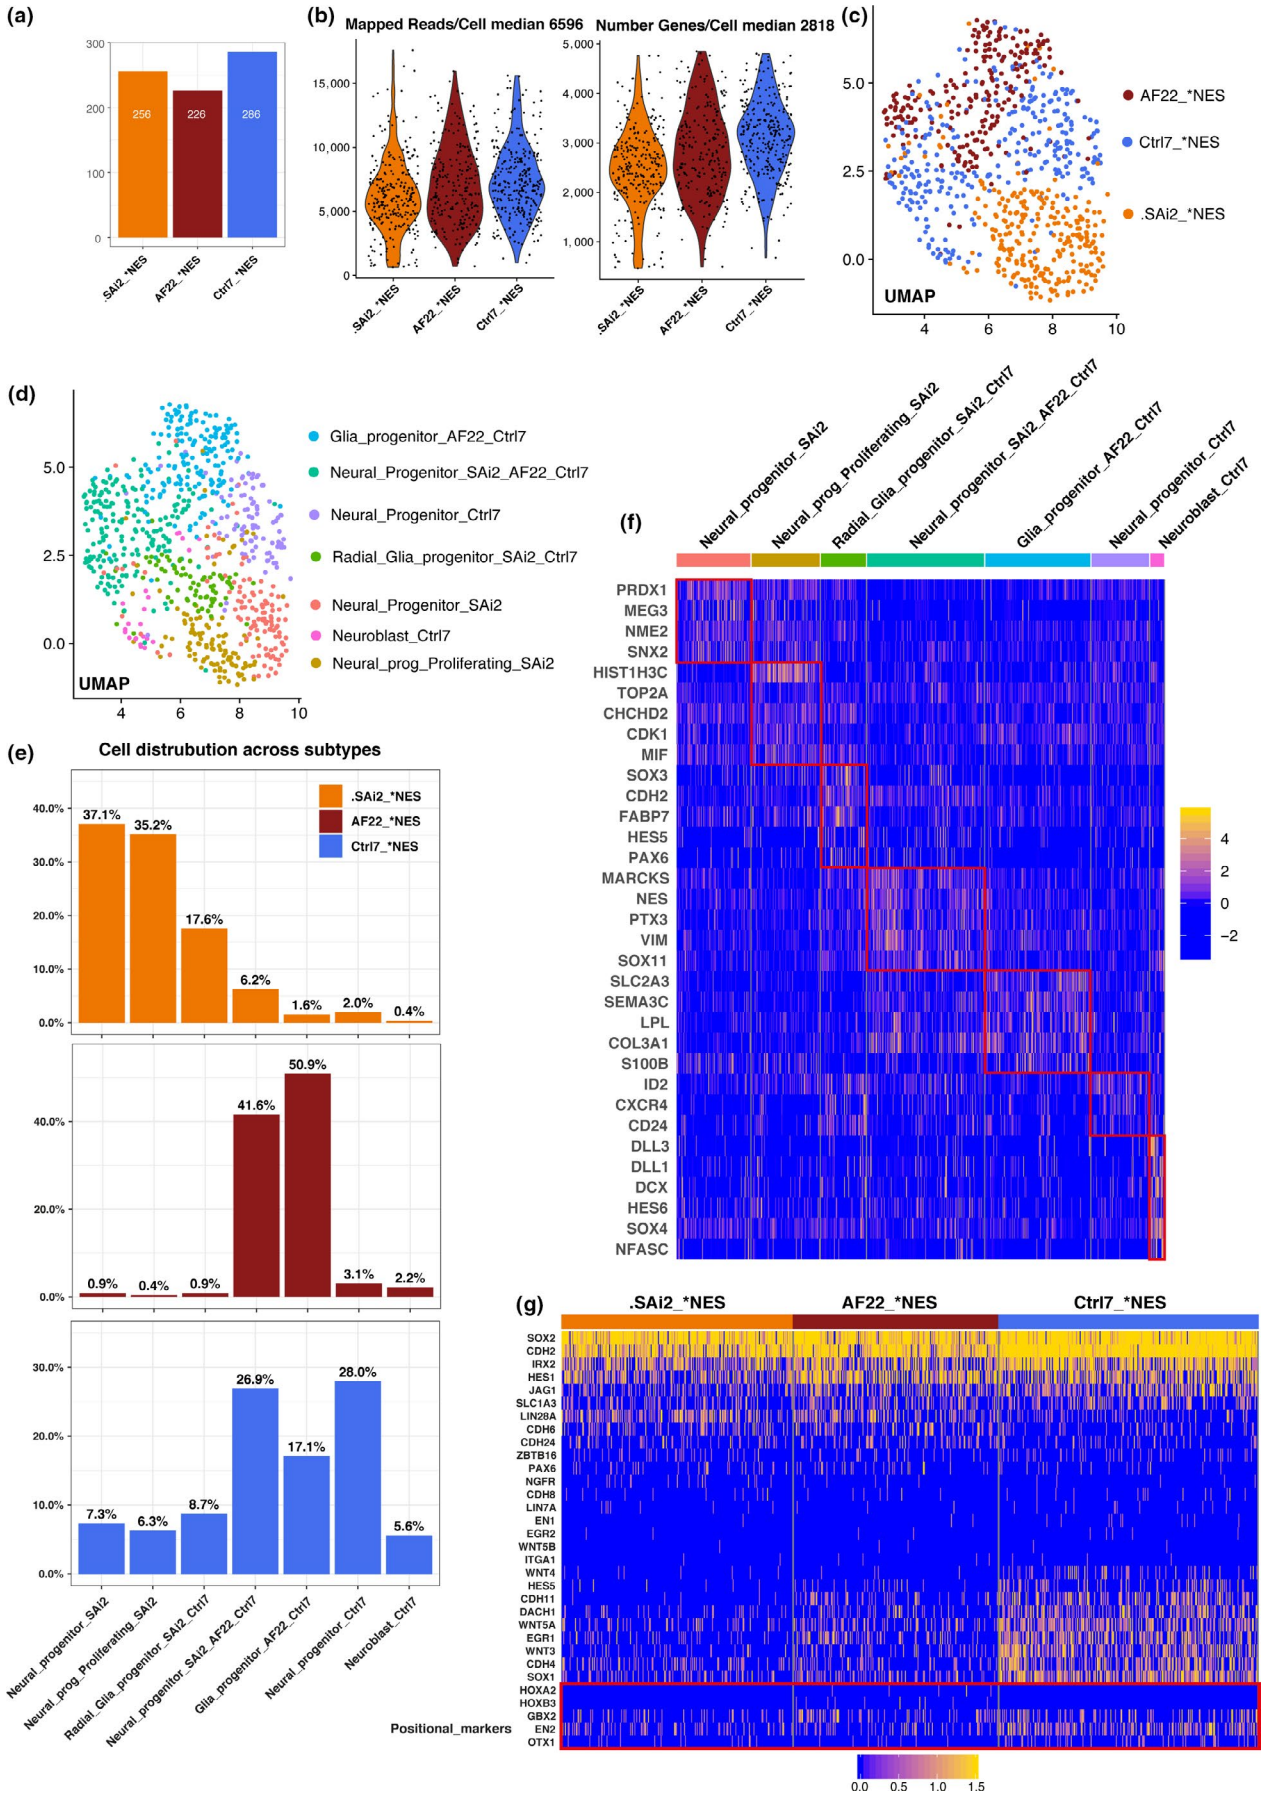 (a)
300
200
100
0
256
226
286
.SAi2_*NES
AF22_*NES
Ctrl7_*NES
(b)
Mapped Reads/Cell median 6596
15,000
10,000
5,000
0
.SAi2_*NES
AF22_*NES
Ctrl7_*NES
Number Genes/Cell median 2818
5,000
4,000
3,000
2,000
1,000
.SAi2_*NES
AF22_*NES
Ctrl7_*NES
(c)
5.0
2.5
0.0
UMAP
4 6 8 10
AF22_*NES
Ctrl7_*NES
.SAi2_*NES
(d)
5.0
2.5
0.0
UMAP
4 6 8 10
Glia_progenitor_AF22_Ctrl7
Neural_Progenitor_SAi2_AF22_Ctrl7
Neural_Progenitor_Ctrl7
Radial_Glia_progenitor_SAi2_Ctrl7
Neural_Progenitor_SAi2
Neuroblast_Ctrl7
Neural_prog_Proliferating_SAi2
(e)
Cell distrubution across subtypes
.SAi2_*NES
AF22_*NES
Ctrl7_*NES
40.0%
30.0%
20.0%
10.0%
0.0%
37.1%
35.2%
17.6%
6.2%
1.6%
2.0%
0.4%
40.0%
20.0%
0.0%
0.9%
0.4%
0.9%
41.6%
50.9%
3.1%
2.2%
30.0%
20.0%
10.0%
0.0%
7.3%
6.3%
8.7%
26.9%
17.1%
28.0%
5.6%
Neural_progenitor_SAi2
Neural_prog_Proliferating_SAi2
Radial_Glia_progenitor_SAi2_Ctrl7
Neural_progenitor_SAi2_AF22_Ctrl7
Glia_progenitor_AF22_Ctrl7
Neural_progenitor_Ctrl7
Neuroblast_Ctrl7
(f)
Neural_progenitor_SAi2
Neural_prog_Proliferating_SAi2
Radial_Glia_progenitor_SAi2_Ctrl7
Neural_progenitor_SAi2_AF22_Ctrl7
Glia_progenitor_AF22_Ctrl7
Neural_progenitor_Ctrl7
Neuroblast_Ctrl7
PRDX1
MEG3
NME2
SNX2
HIST1H3C
TOP2A
CHCHD2
CDK1
MIF
SOX3
CDH2
FABP7
HES5
PAX6
MARCKS
NES
PTX3
VIM
SOX11
SLC2A3
SEMA3C
LPL
COL3A1
S100B
ID2
CXCR4
CD24
DLL3
DLL1
DCX
HES6
SOX4
NFASC
4
2
0
−2
(g)
.SAi2_*NES AF22_*NES Ctrl7_*NES
SOX2
CDH2
IRX2
HES1
JAG1
SLC1A3
LIN28A
CDH6
CDH24
ZBTB16
PAX6
NGFR
CDH8
LIN7A
EN1
EGR2
WNT5B
ITGA1
WNT4
HES5
CDH11
DACH1
WNT5A
EGR1
WNT3
CDH4
SOX1
HOXA2
HOXB3
GBX2
EN2
OTX1
Positional_markers
0.0 0.5 1.0 1.5